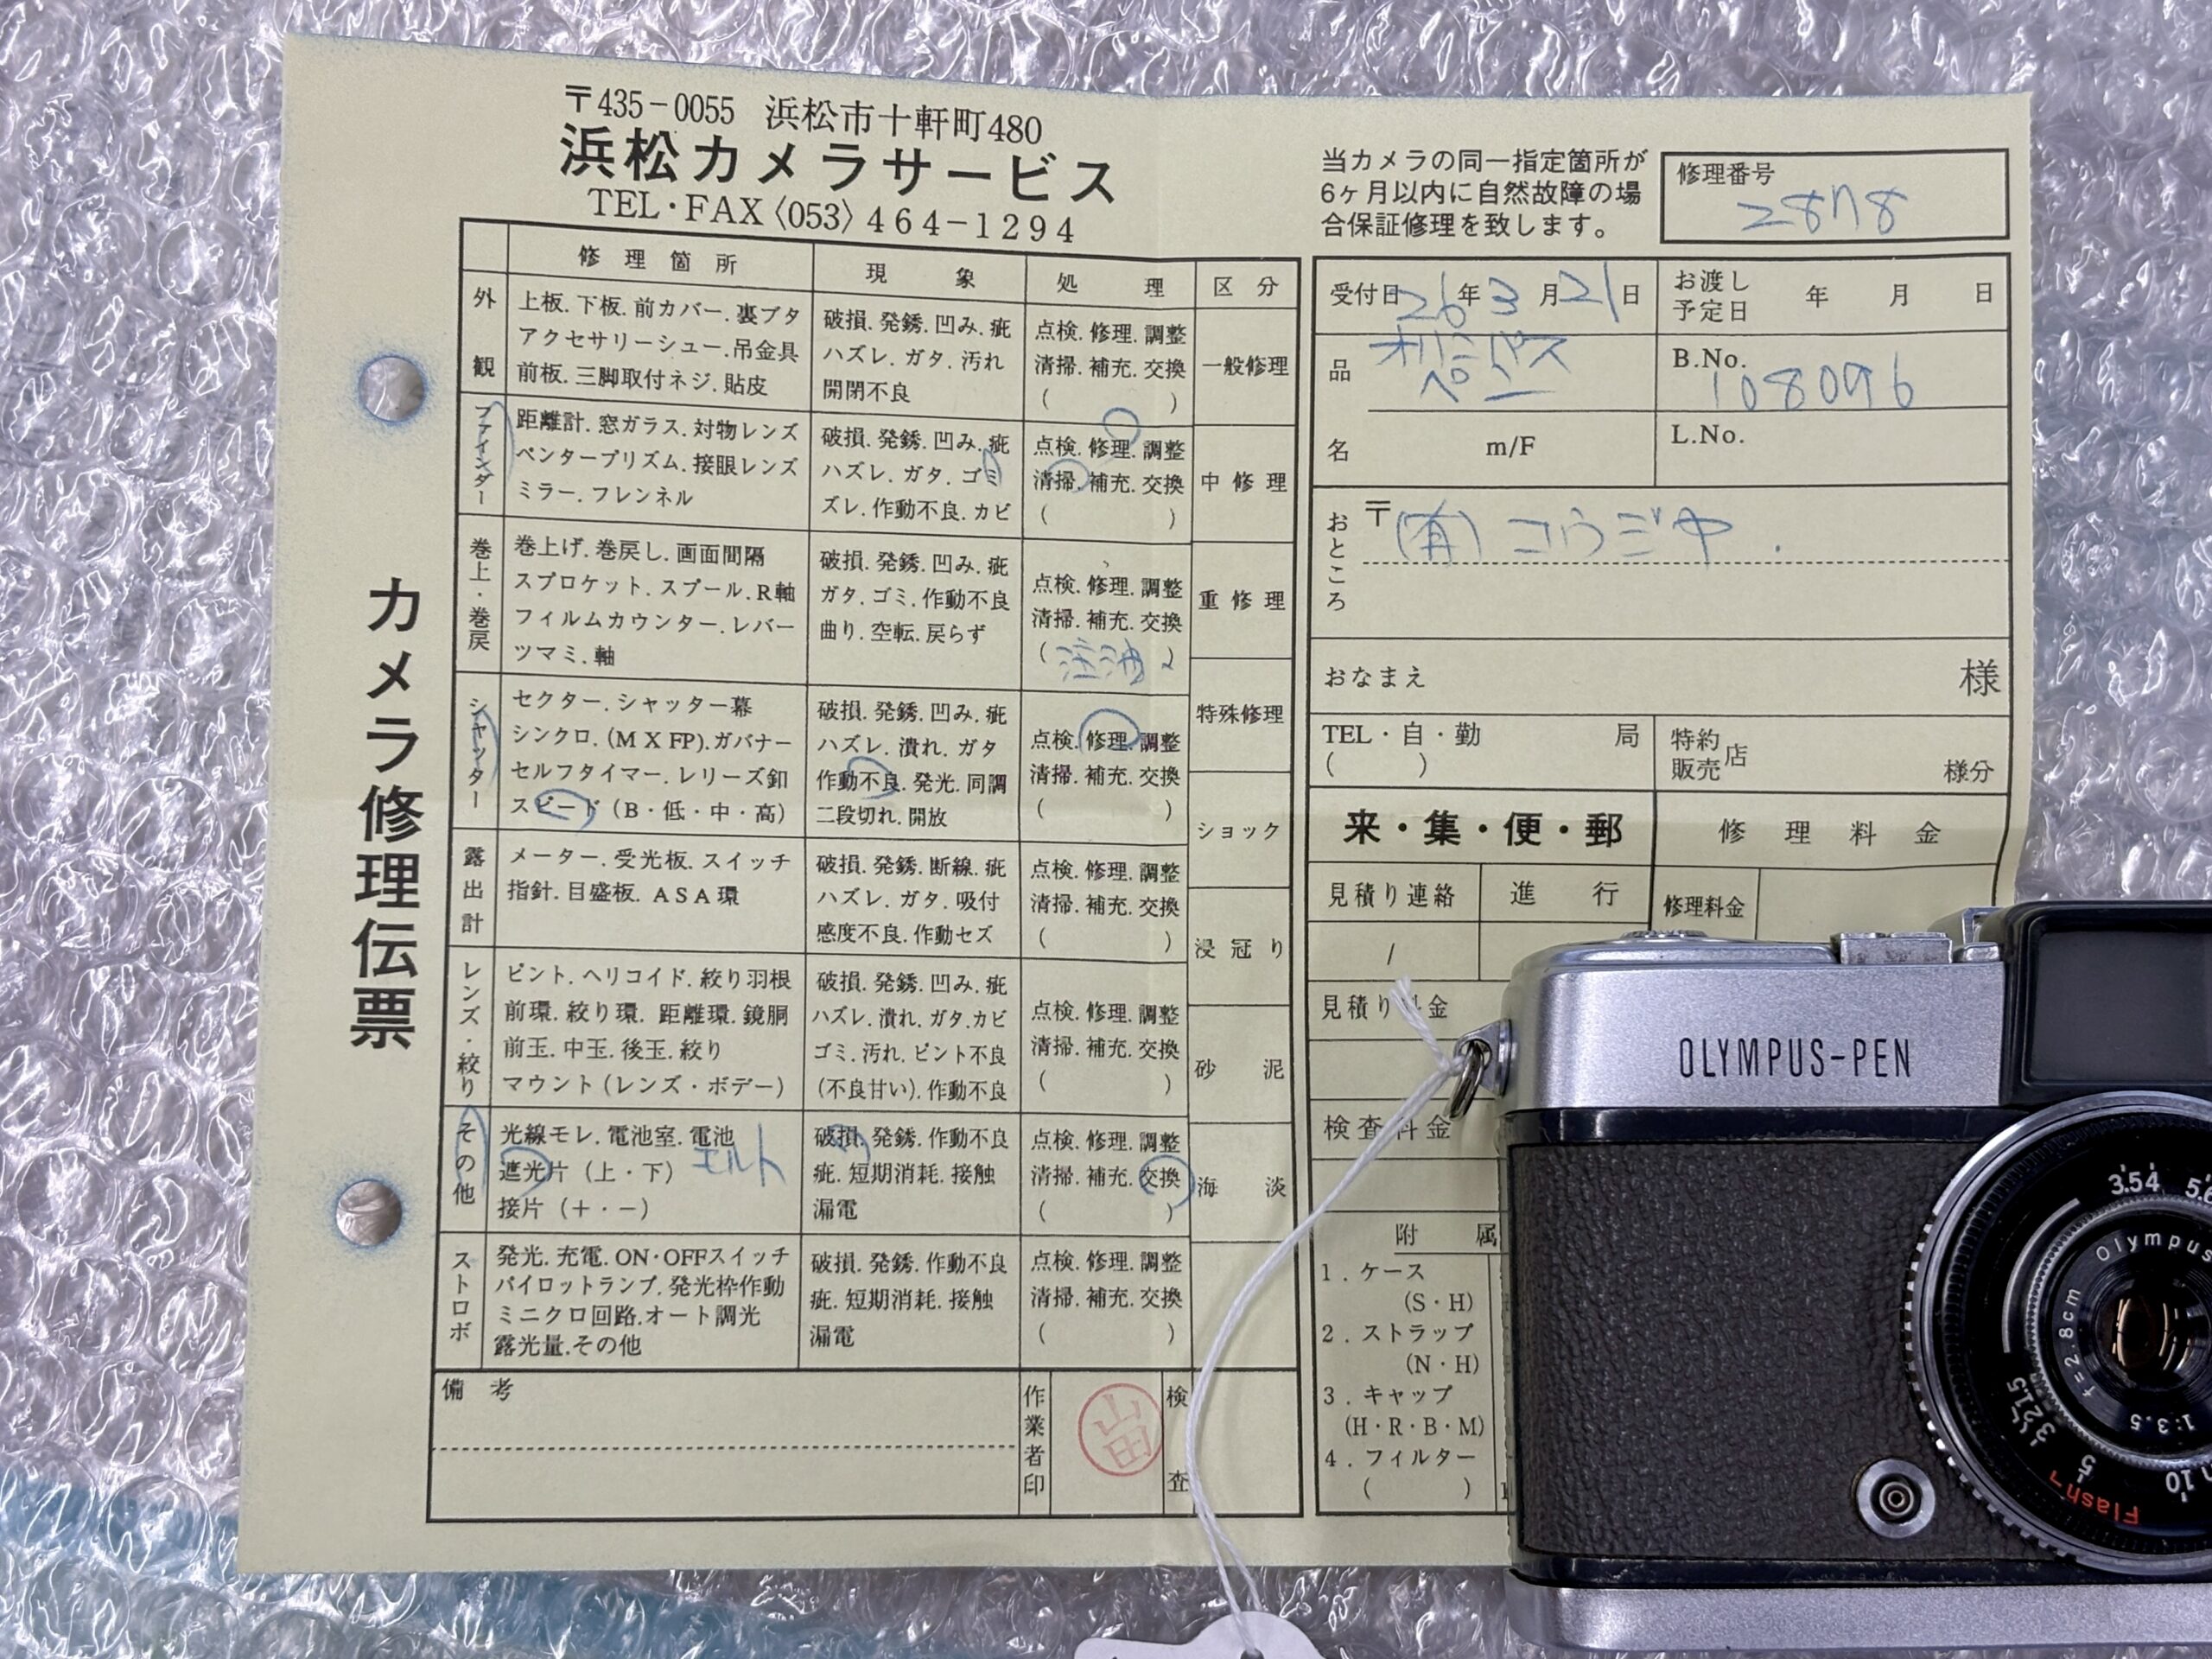 〒435-0055 浜松市十軒町480
浜松カメラサービス
TEL・FAX〈053〉464-1294
当カメラの同一指定箇所が
6ヶ月以内に自然故障の場
合保証修理を致します。
修理番号
2878
カメラ修理伝票
修理箇所 現象 処理 区分
外観
上板.下板.前カバー.裏ブタ
アクセサリーシュー.吊金具
前板.三脚取付ネジ.貼皮
破損.発銹.凹み.疵
ハズレ.ガタ.汚れ
開閉不良
点検.修理.調整
清掃.補充.交換
( )
一般修理
ファインダー
距離計.窓ガラス.対物レンズ
ペンタープリズム.接眼レンズ
ミラー.フレンネル
破損.発銹.凹み.疵
ハズレ.ガタ.ゴミ
ズレ.作動不良.カビ
点検.修理.調整
清掃.補充.交換
( )
中修理
巻上・巻戻
巻上げ.巻戻し.画面間隔
スプロケット.スプール.R軸
フィルムカウンター.レバー
ツマミ.軸
破損.発銹.凹み.疵
ガタ.ゴミ.作動不良
曲り.空転.戻らず
点検.修理.調整
清掃.補充.交換
(注油)
重修理
シャッター
セクター.シャッター幕
シンクロ.(M X FP).ガバナー
セルフタイマー.レリーズ釦
スピード(B・低・中・高)
破損.発銹.凹み.疵
ハズレ.潰れ.ガタ
作動不良.発光.同調
二段切れ.開放
点検.修理.調整
清掃.補充.交換
( )
特殊修理
ショック
露出計
メーター.受光板.スイッチ
指針.目盛板.ASA環
破損.発銹.断線.疵
ハズレ.ガタ.吸付
感度不良.作動セズ
点検.修理.調整
清掃.補充.交換
( )
浸冠り
レンズ・絞り
ピント.ヘリコイド.絞り羽根
前環.絞り環.距離環.鏡胴
前玉.中玉.後玉.絞り
マウント(レンズ・ボデー)
破損.発銹.凹み.疵
ハズレ.潰れ.ガタ.カビ
ゴミ.汚れ.ピント不良
(不良甘い).作動不良
点検.修理.調整
清掃.補充.交換
( )
砂泥
その他
光線モレ.電池室.電池
遮光片(上・下)
接片(+・-)
破損.発銹.作動不良
疵.短期消耗.接触
漏電
点検.修理.調整
清掃.補充.交換
( )
海淡
ストロボ
発光.充電.ON・OFFスイッチ
パイロットランプ.発光枠作動
ミニクロ回路.オート調光
露光量.その他
破損.発銹.作動不良
疵.短期消耗.接触
漏電
点検.修理.調整
清掃.補充.交換
( )
備考
作業者印
山田
検査
受付日 26年3月21日
お渡し予定日 年 月 日
品名
オリンパス
ペン
m/F
B.No.
108096
L.No.
おところ
〒
(有)コウジヤ
おなまえ 様
TEL・自・勤 局
( )
特約
販売店 様分
来・集・便・郵
修理料金
見積り連絡 進行 修理料金
/
見積り料金
検査料金
附属
1.ケース
(S・H)
2.ストラップ
(N・H)
3.キャップ
(H・R・B・M)
4.フィルター
( )
OLYMPUS-PEN
Olympus
f=2.8cm
1:3.5
3.5 4
Flash
5
10